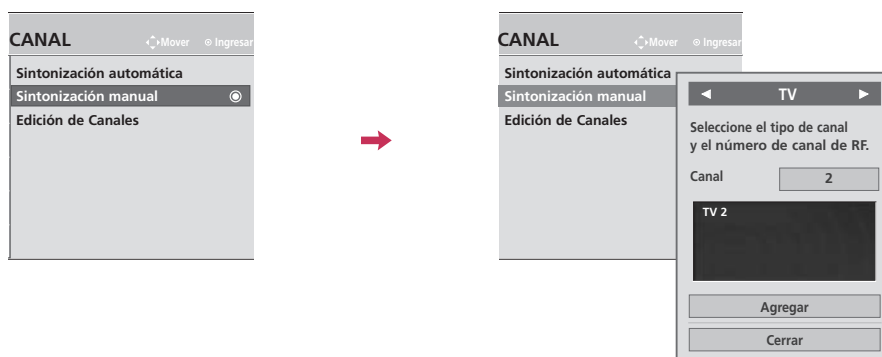 CANAL
Mover Ingresar
Sintonización automática
Sintonización manual
Edición de Canales
CANAL
Mover Ingresar
Sintonización automática
Sintonización manual
Edición de Canales
◄ TV ►
Seleccione el tipo de canal
y el número de canal de RF.
Canal 2
TV 2
Agregar
Cerrar